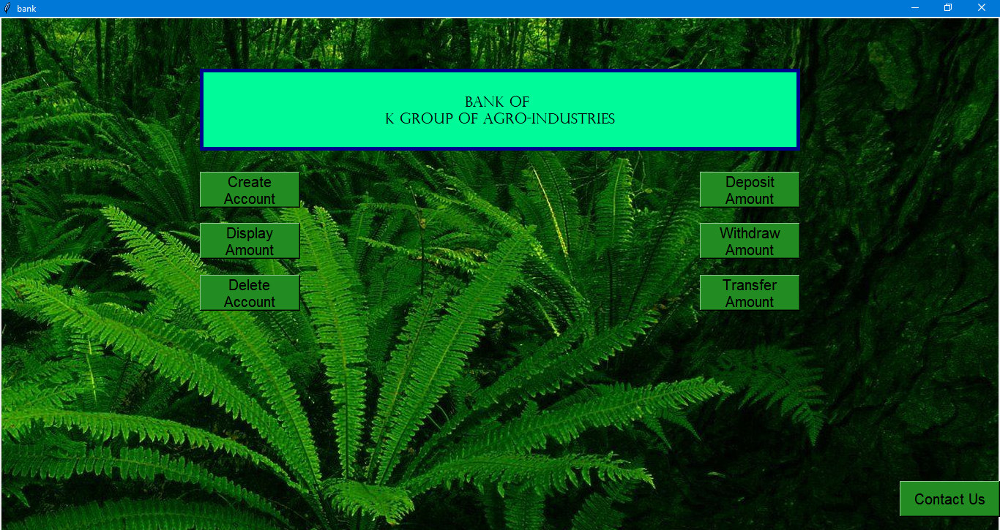 bank
BANK OF
K GROUP OF AGRO-INDUSTRIES
Create
Account
Deposit
Amount
Display
Amount
Withdraw
Amount
Delete
Account
Transfer
Amount
Contact Us